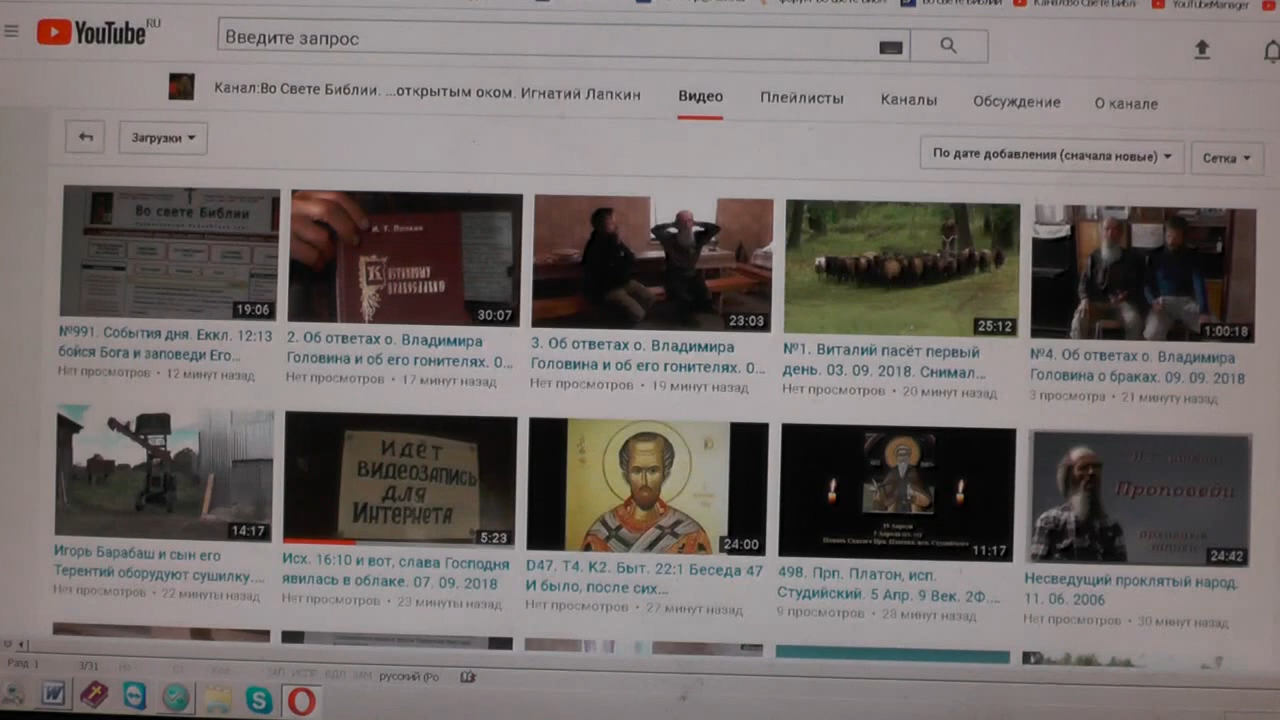 YouTube RU
Введите запрос
Канал:Во Свете Библии. ...открытым оком. Игнатий Лапкин
Видео
Плейлисты
Каналы
Обсуждение
О канале
Загрузки
По дате добавления (сначала новые)
Сетка
Во свете Библии
19:06
К истинному православию
30:07
23:03
25:12
1:00:18
№991. События дня. Еккл. 12:13
бойся Бога и заповеди Его...
Нет просмотров • 12 минут назад
2. Об ответах о. Владимира
Головина и об его гонителях. 0...
Нет просмотров • 17 минут назад
3. Об ответах о. Владимира
Головина и об его гонителях. 0...
Нет просмотров • 19 минут назад
№1. Виталий пасёт первый
день. 03. 09. 2018. Снимал...
Нет просмотров • 20 минут назад
№4. Об ответах о. Владимира
Головина о браках. 09. 09. 2018
3 просмотра • 21 минуту назад
14:17
ИДЁТ
ВИДЕОЗАПИСЬ
ДЛЯ
ИНТЕРНЕТА
5:23
24:00
11:17
Проповеди
24:42
Игорь Барабаш и сын его
Терентий оборудуют сушилку....
Нет просмотров • 22 минуты назад
Исх. 16:10 и вот, слава Господня
явилась в облаке. 07. 09. 2018
Нет просмотров • 23 минуты назад
D47. T4. K2. Быт. 22:1 Беседа 47
И было, после сих...
Нет просмотров • 27 минут назад
498. Прп. Платон, исп.
Студийский. 5 Апр. 9 Век. 2Ф....
9 просмотров • 28 минут назад
Несведущий проклятый народ.
11. 06. 2006
Нет просмотров • 30 минут назад
Разд 1
3/31
русский (Ро